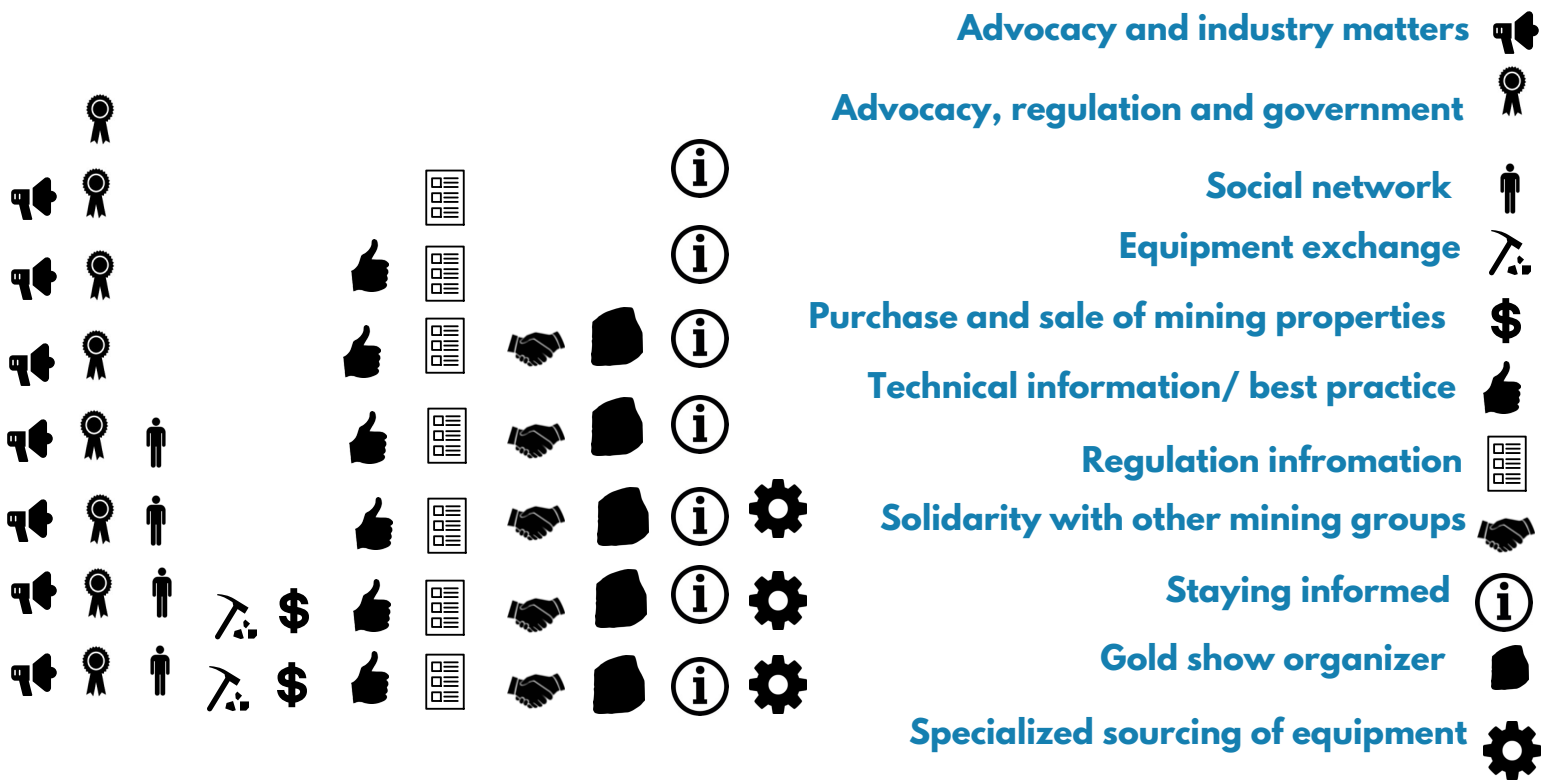 Advocacy and industry matters
Advocacy, regulation and government
Social network
Equipment exchange
Purchase and sale of mining properties
Technical information/ best practice
Regulation infromation
Solidarity with other mining groups
Staying informed
Gold show organizer
Specialized sourcing of equipment